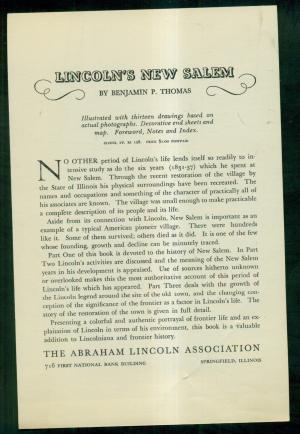 LINCOLN'S NEW SALEM
BY BENJAMIN P. THOMAS
Illustrated with thirteen drawings based on
actual photographs. Decorative end sheets and
map. Foreword, Notes and Index.
PRICE $1.00 POSTPAID
NO OTHER period of Lincoln's life lends itself so readily to in-
tensive study as do the six years (1831-37) which he spent at
New Salem. Through the recent restoration of the village by
the State of Illinois his physical surroundings have been recreated. The
names and occupations and something of the character of practically all of
his associates are known. The village was small enough to make practicable
a complete description of its people and its life.
Aside from its connection with Lincoln, New Salem is important as an
example of a typical American pioneer village. There were hundreds
like it. Some of them survived; others died as it did. It is one of the few
whose founding, growth and decline can be minutely traced.
Part One of this book is devoted to the history of New Salem. In Part
Two Lincoln's activities are discussed and the meaning of the New Salem
years in his development is appraised. Use of sources hitherto unknown
or overlooked makes this the most authoritative account of this period of
Lincoln's life which has appeared. Part Three deals with the growth of
the Lincoln legend around the site of the old town, and the changing con-
ception of the significance of the frontier as a factor in Lincoln's life. The
story of the restoration of the town is given in full detail.
Presenting a colorful and authentic portrayal of frontier life and an ex-
planation of Lincoln in terms of his environment, this book is a valuable
addition to Lincolniana and frontier history.
THE ABRAHAM LINCOLN ASSOCIATION
716 FIRST NATIONAL BANK BUILDING SPRINGFIELD, ILLINOIS